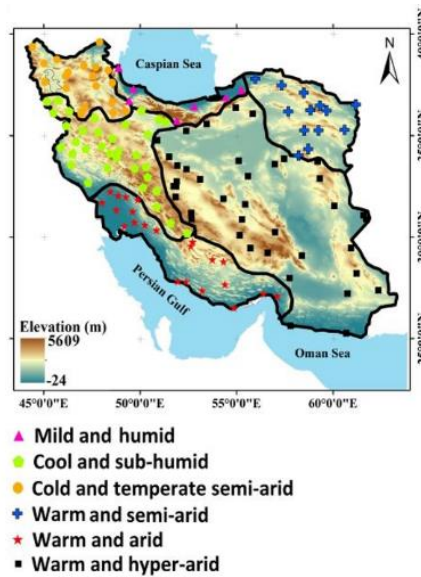 N
Caspian Sea
Persian Gulf
Oman Sea
Elevation (m)
5609
-24
45°0'0"E
50°0'0"E
55°0'0"E
60°0'0"E
Mild and humid
Cool and sub-humid
Cold and temperate semi-arid
Warm and semi-arid
Warm and arid
Warm and hyper-arid